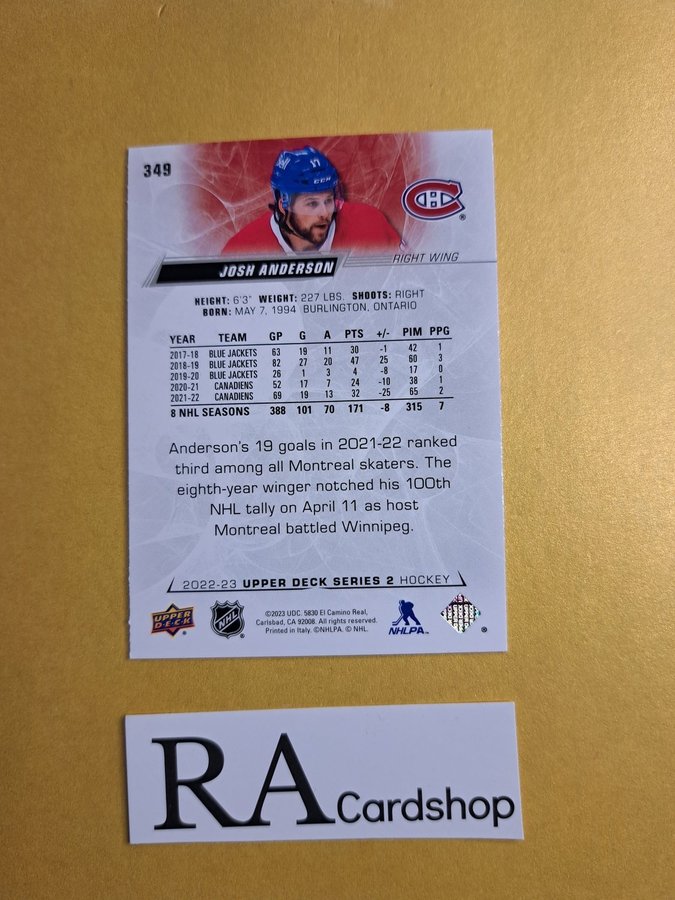 349
17
CCM
C H ®
RIGHT WING
JOSH ANDERSON
HEIGHT: 6'3" WEIGHT: 227 LBS. SHOOTS: RIGHT
BORN: MAY 7, 1994 BURLINGTON, ONTARIO
YEAR TEAM GP G A PTS +/- PIM PPG
2017-18 BLUE JACKETS 63 19 11 30 -1 42 1
2018-19 BLUE JACKETS 82 27 20 47 25 60 3
2019-20 BLUE JACKETS 26 1 3 4 -8 17 0
2020-21 CANADIENS 52 17 7 24 -10 38 1
2021-22 CANADIENS 69 19 13 32 -25 65 2
8 NHL SEASONS 388 101 70 171 -8 315 7
Anderson's 19 goals in 2021-22 ranked
third among all Montreal skaters. The
eighth-year winger notched his 100th
NHL tally on April 11 as host
Montreal battled Winnipeg.
2022-23 UPPER DECK SERIES 2 HOCKEY
UPPER
DECK
NHL
©2023 UDC. 5830 El Camino Real,
Carlsbad, CA 92008. All rights reserved.
Printed in Italy. ©NHLPA. © NHL.
NHLPA
®
RA Cardshop